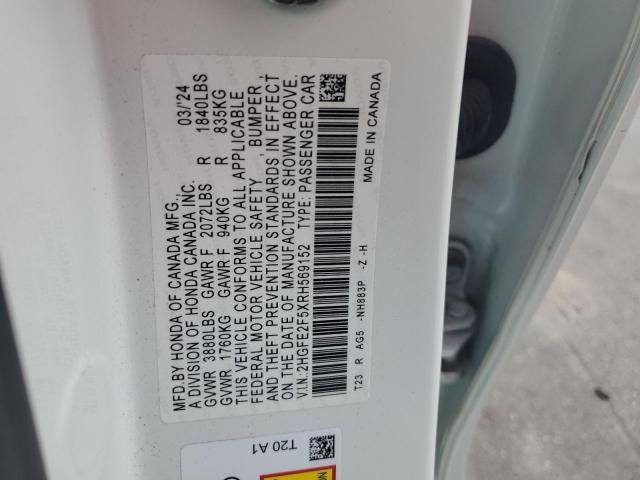 MFD.BY HONDA OF CANADA MFG., 03/'24
A DIVISION OF HONDA CANADA INC.
GVWR 3880LBS GAWR F 2072LBS R 1840LBS
GVWR 1760KG GAWR F 940KG R 835KG
THIS VEHICLE CONFORMS TO ALL APPLICABLE
FEDERAL MOTOR VEHICLE SAFETY, BUMPER,
AND THEFT PREVENTION STANDARDS IN EFFECT
ON THE DATE OF MANUFACTURE SHOWN ABOVE.
V.I.N.:2HGFE2F5XRH569152 TYPE: PASSENGER CAR
T23 R AG5 -NH883P -Z -H
MADE IN CANADA
T20 A1